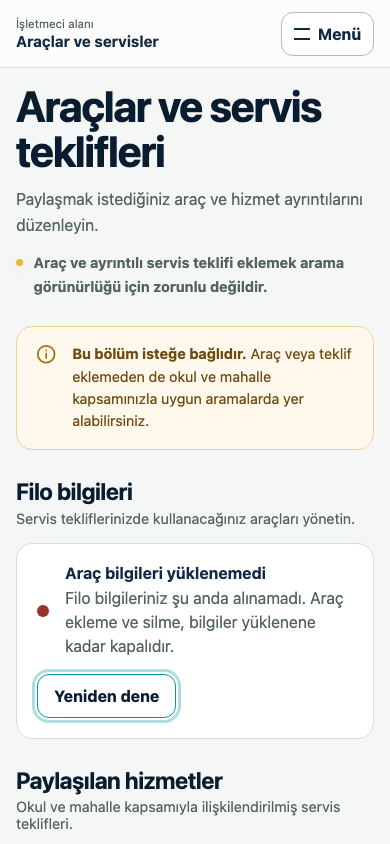 İşletmeci alanı
Araçlar ve servisler
Menü
Araçlar ve servis
teklifleri
Paylaşmak istediğiniz araç ve hizmet ayrıntılarını
düzenleyin.
Araç ve ayrıntılı servis teklifi eklemek arama
görünürlüğü için zorunlu değildir.
Bu bölüm isteğe bağlıdır. Araç veya teklif
eklemeden de okul ve mahalle
kapsamınızla uygun aramalarda yer
alabilirsiniz.
Filo bilgileri
Servis tekliflerinizde kullanacağınız araçları yönetin.
Araç bilgileri yüklenemedi
Filo bilgileriniz şu anda alınamadı. Araç
ekleme ve silme, bilgiler yüklenene
kadar kapalıdır.
Yeniden dene
Paylaşılan hizmetler
Okul ve mahalle kapsamıyla ilişkilendirilmiş servis
teklifleri.